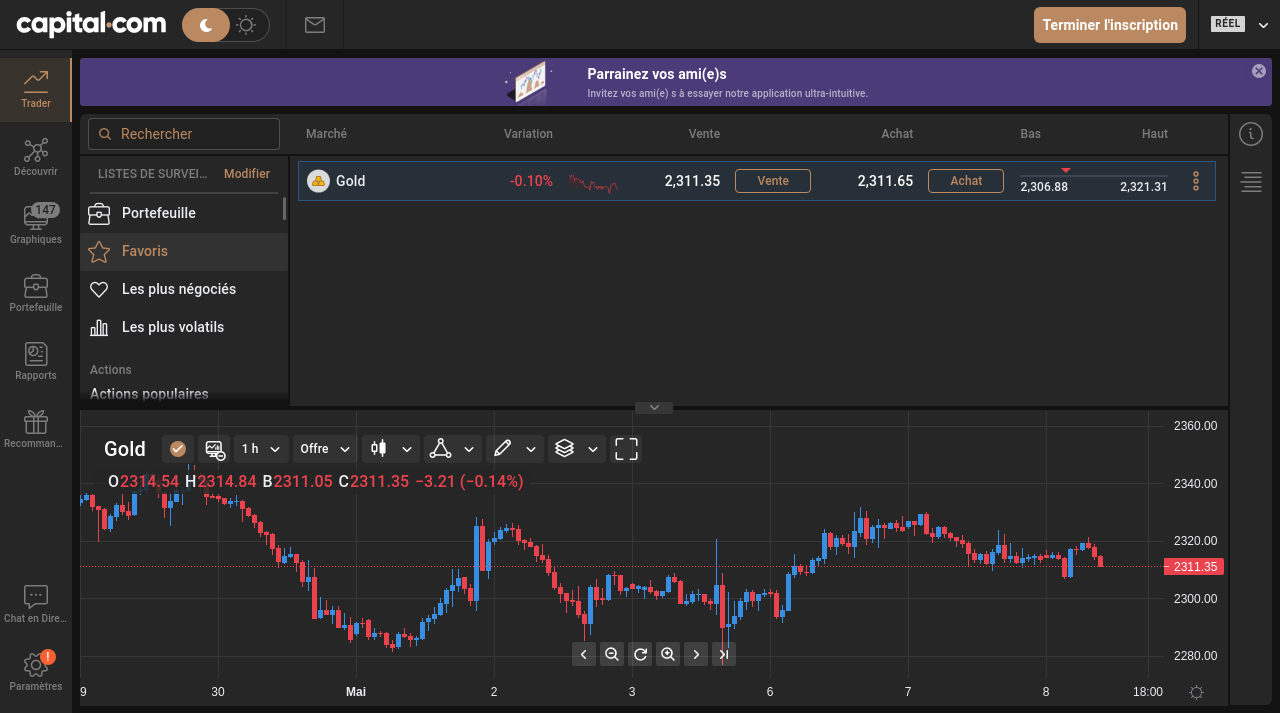 capital.com
Terminer l'inscription
RÉEL
Parrainez vos ami(e)s
Invitez vos ami(e) s à essayer notre application ultra-intuitive.
Trader
Découvrir
147
Graphiques
Portefeuille
Rapports
Recomman...
Chat en Dire...
!
Paramètres
Rechercher
Marché Variation Vente Achat Bas Haut
LISTES DE SURVEI... Modifier
Gold -0.10% 2,311.35 Vente 2,311.65 Achat 2,306.88 2,321.31
Portefeuille
Favoris
Les plus négociés
Les plus volatils
Actions
Actions populaires
Gold 1 h Offre
O2314.54 H2314.84 B2311.05 C2311.35 −3.21 (−0.14%)
2360.00
2340.00
2320.00
2311.35
2300.00
2280.00
9 30 Mai 2 3 6 7 8 18:00